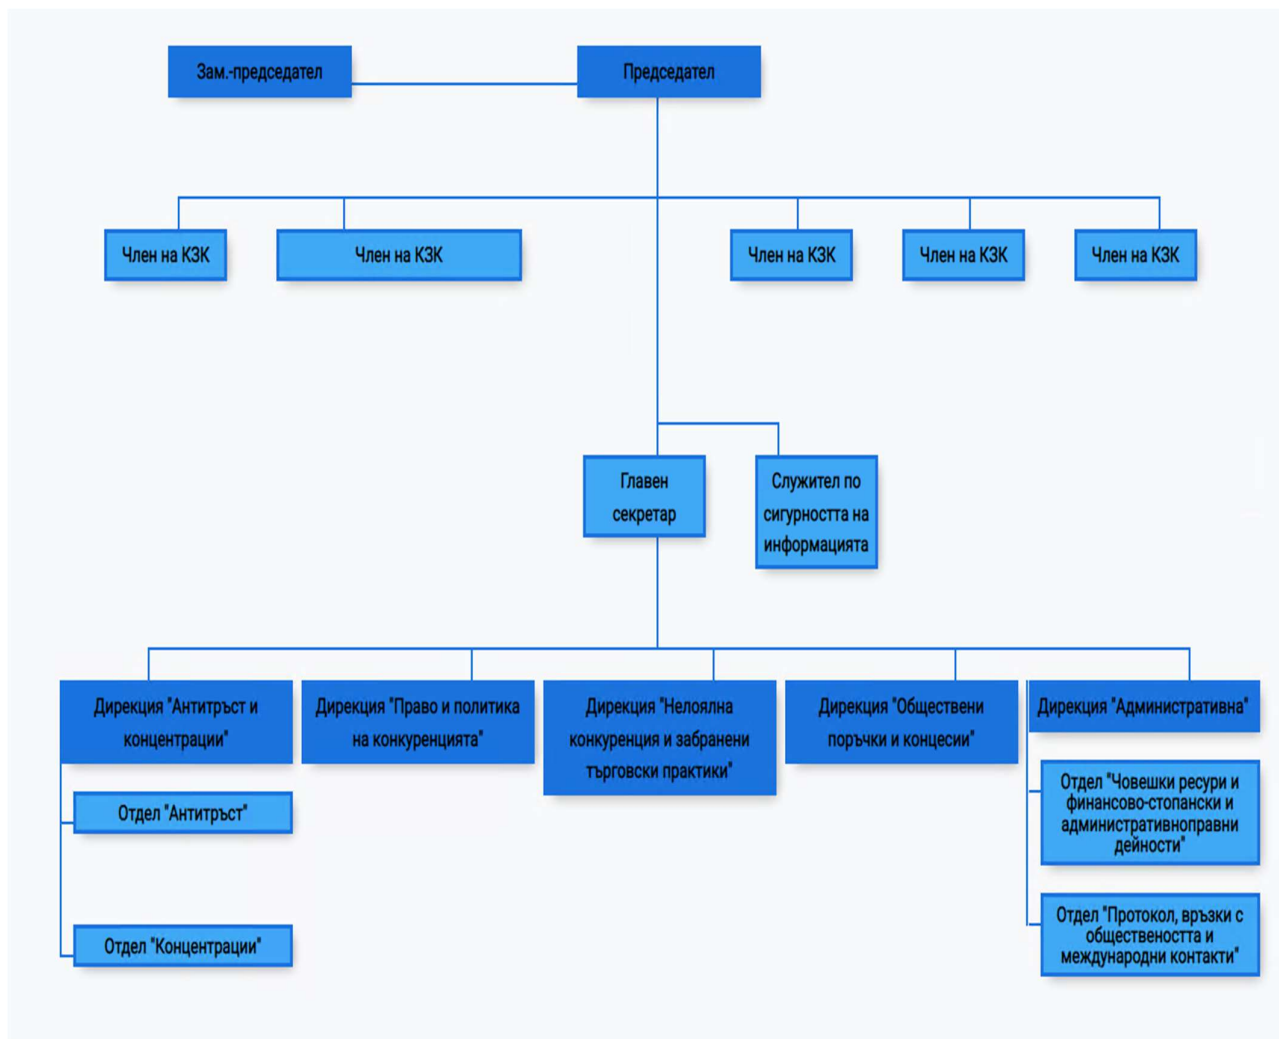 Зам.-председател
Председател
Член на КЗК
Член на КЗК
Член на КЗК
Член на КЗК
Член на КЗК
Главен
секретар
Служител по
сигурността на
информацията
Дирекция "Антитръст и
концентрации"
Дирекция "Право и политика
на конкуренцията"
Дирекция "Нелоялна
конкуренция и забранени
търговски практики"
Дирекция "Обществени
поръчки и концесии"
Дирекция "Административна"
Отдел "Антитръст"
Отдел "Концентрации"
Отдел "Човешки ресури и
финансово-стопански и
административноправни
дейности"
Отдел "Протокол, връзки с
обществеността и
международни контакти"